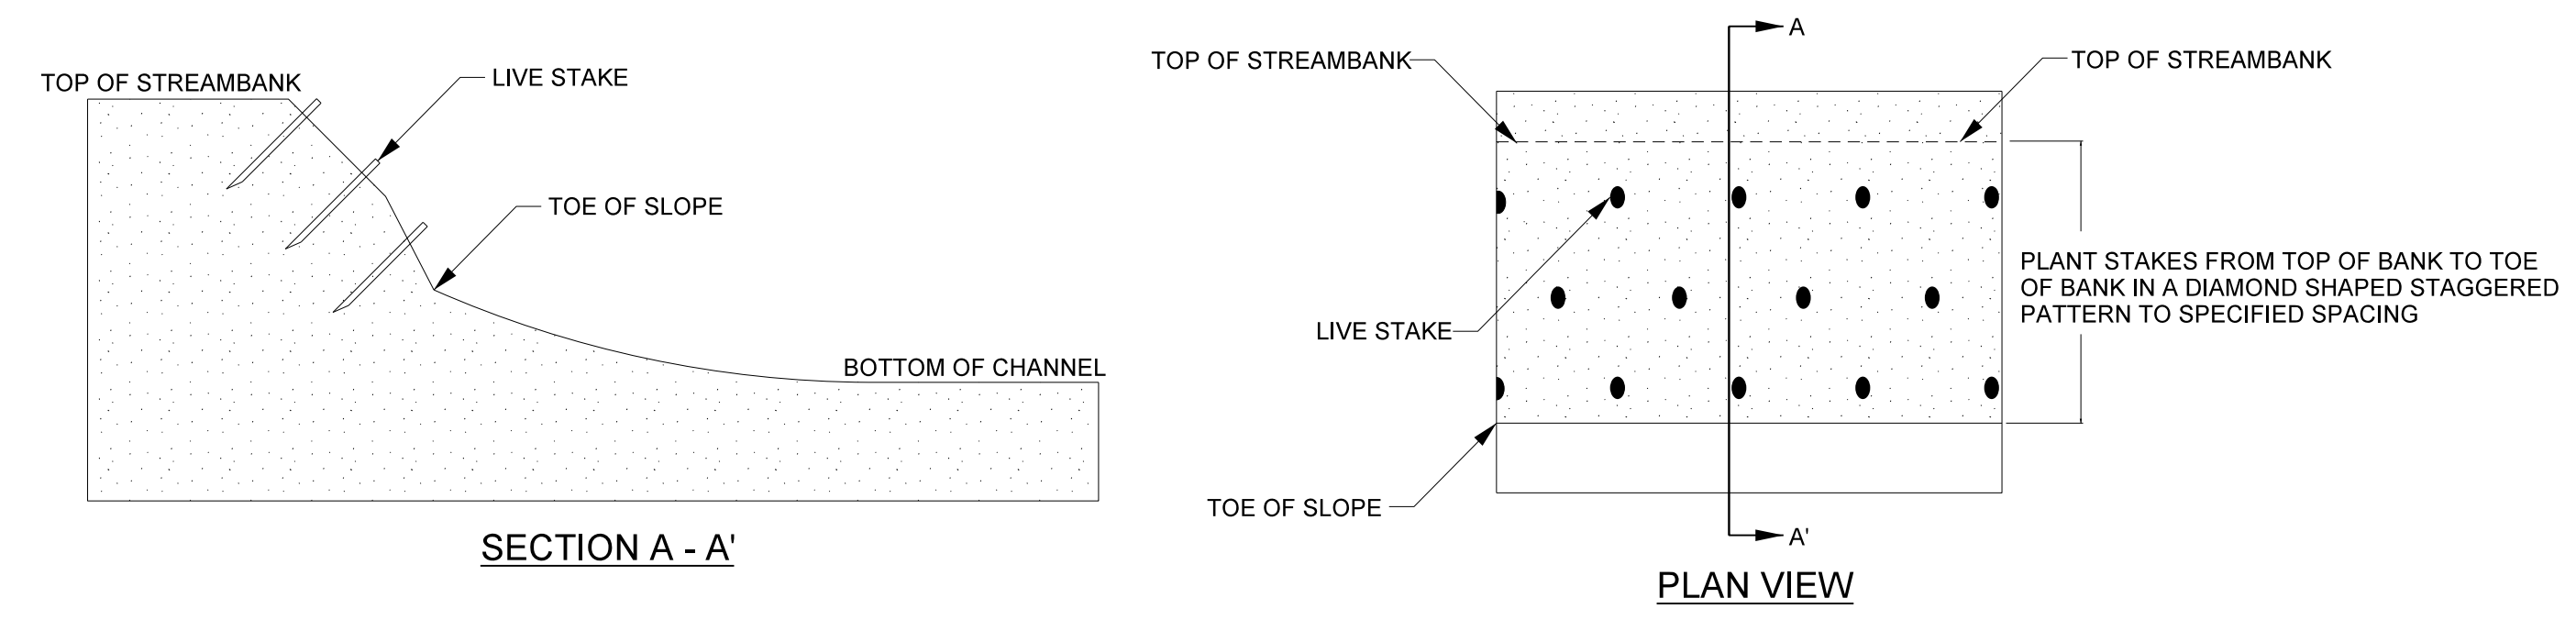 TOP OF STREAMBANK
LIVE STAKE
TOE OF SLOPE
BOTTOM OF CHANNEL
SECTION A - A'
A
TOP OF STREAMBANK
TOP OF STREAMBANK
LIVE STAKE
PLANT STAKES FROM TOP OF BANK TO TOE
OF BANK IN A DIAMOND SHAPED STAGGERED
PATTERN TO SPECIFIED SPACING
TOE OF SLOPE
A'
PLAN VIEW